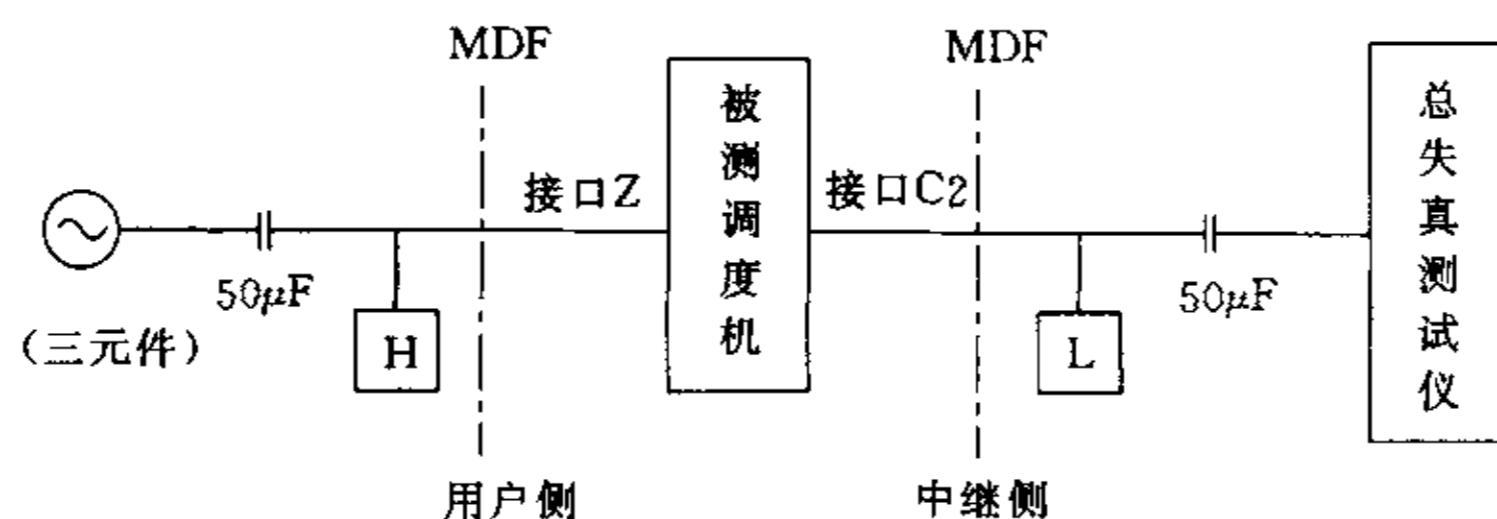 MDF
MDF
被测调度机
总失真测试仪
接口Z
接口C2
50μF
50μF
(三元件)
H
L
用户侧
中继侧